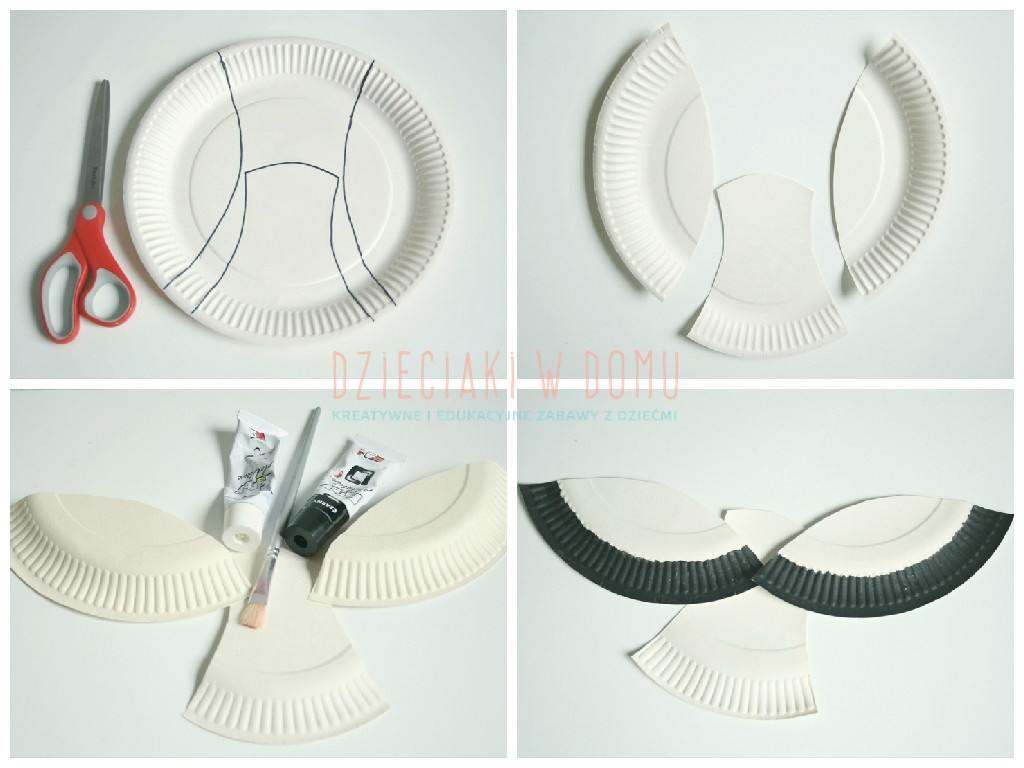 DZIECIAKI W DOMU
KREATYWNE I EDUKACYJNE ZABAWY Z DZIEĆMI